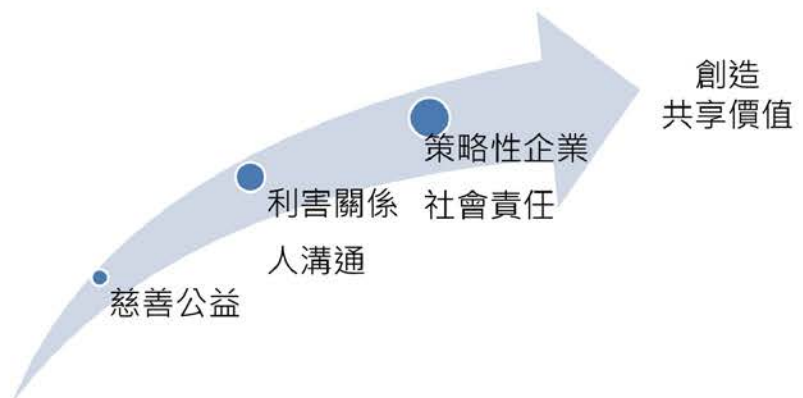 慈善公益
利害關係
人溝通
策略性企業
社會責任
創造
共享價值